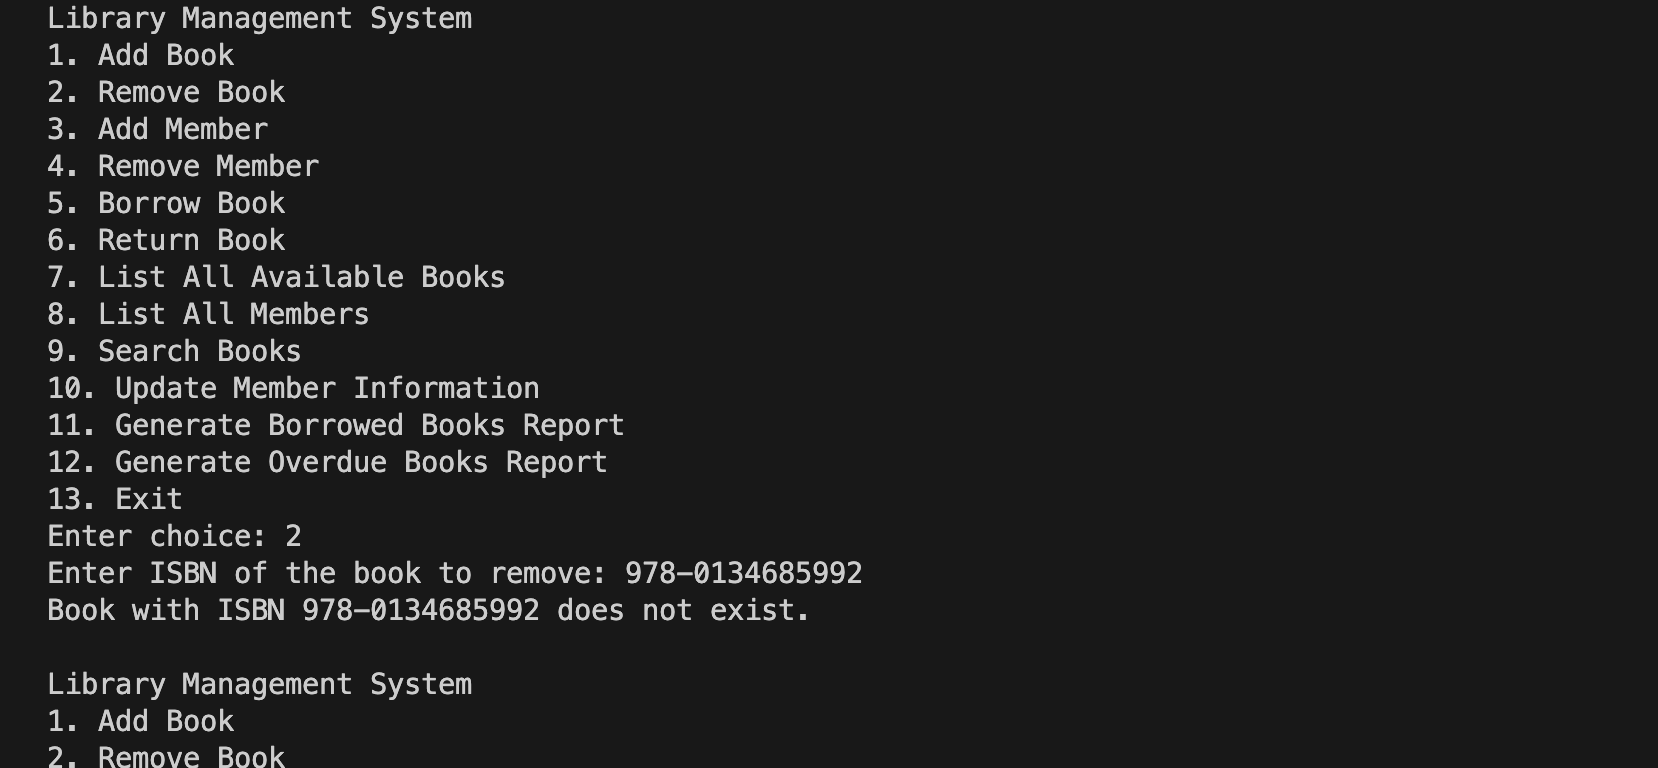 Library Management System
1. Add Book
2. Remove Book
3. Add Member
4. Remove Member
5. Borrow Book
6. Return Book
7. List All Available Books
8. List All Members
9. Search Books
10. Update Member Information
11. Generate Borrowed Books Report
12. Generate Overdue Books Report
13. Exit
Enter choice: 2
Enter ISBN of the book to remove: 978-0134685992
Book with ISBN 978-0134685992 does not exist.
Library Management System
1. Add Book
2. Remove Book